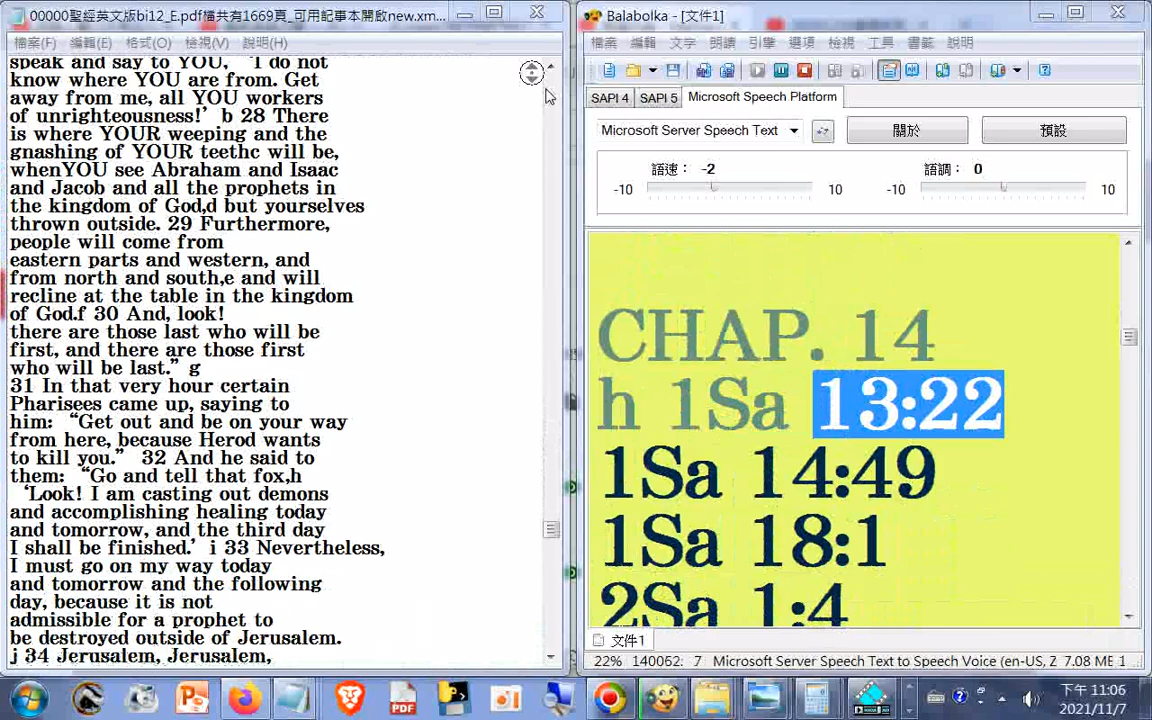 00000聖經英文版bi12_E.pdf檔共有1669頁_可用記事本開啟new.xm...
檔案(F) 編輯(E) 格式(O) 檢視(V) 說明(H)
speak and say to YOU, ‘I do not
know where YOU are from. Get
away from me, all YOU workers
of unrighteousness!’ b 28 There
is where YOUR weeping and the
gnashing of YOUR teethc will be,
whenYOU see Abraham and Isaac
and Jacob and all the prophets in
the kingdom of God,d but yourselves
thrown outside. 29 Furthermore,
people will come from
eastern parts and western, and
from north and south,e and will
recline at the table in the kingdom
of God.f 30 And, look!
there are those last who will be
first, and there are those first
who will be last.” g
31 In that very hour certain
Pharisees came up, saying to
him: “Get out and be on your way
from here, because Herod wants
to kill you.” 32 And he said to
them: “Go and tell that fox,h
‘Look! I am casting out demons
and accomplishing healing today
and tomorrow, and the third day
I shall be finished.’ i 33 Nevertheless,
I must go on my way today
and tomorrow and the following
day, because it is not
admissible for a prophet to
be destroyed outside of Jerusalem.
j 34 Jerusalem, Jerusalem,
Balabolka - [文件1]
檔案 編輯 文字 朗讀 引擎 選項 檢視 工具 書籤 說明
SAPI 4 SAPI 5 Microsoft Speech Platform
Microsoft Server Speech Text 關於 預設
語速： -2 語調： 0
-10 10 -10 10
CHAP. 14
h 1Sa 13:22
1Sa 14:49
1Sa 18:1
2Sa 1:4
文件1
22% 140062: 7 Microsoft Server Speech Text to Speech Voice (en-US, Z 7.08 MB 1
PDF
下午 11:06
2021/11/7